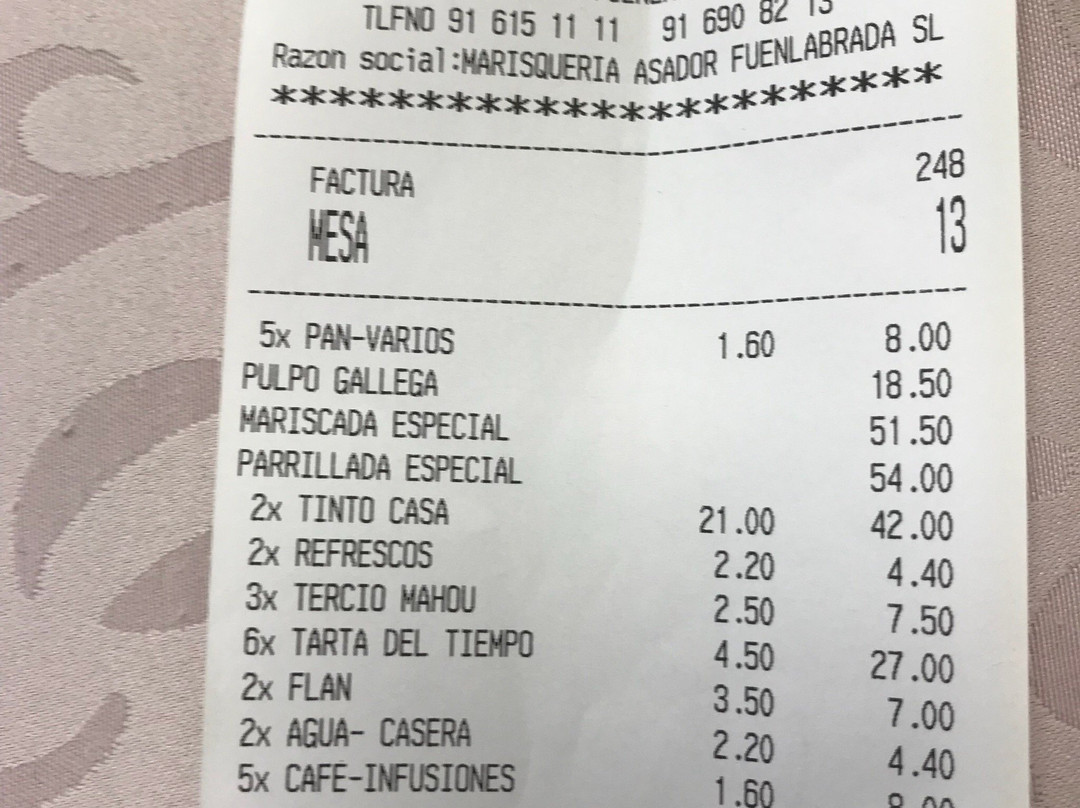 TLFNO 91 615 11 11 91 690 82 13
Razon social:MARISQUERIA ASADOR FUENLABRADA SL
************************
FACTURA 248
MESA 13
5x PAN-VARIOS 1.60 8.00
PULPO GALLEGA 18.50
MARISCADA ESPECIAL 51.50
PARRILLADA ESPECIAL 54.00
2x TINTO CASA 21.00 42.00
2x REFRESCOS 2.20 4.40
3x TERCIO MAHOU 2.50 7.50
6x TARTA DEL TIEMPO 4.50 27.00
2x FLAN 3.50 7.00
2x AGUA- CASERA 2.20 4.40
5x CAFE-INFUSIONES 1.60 8.00